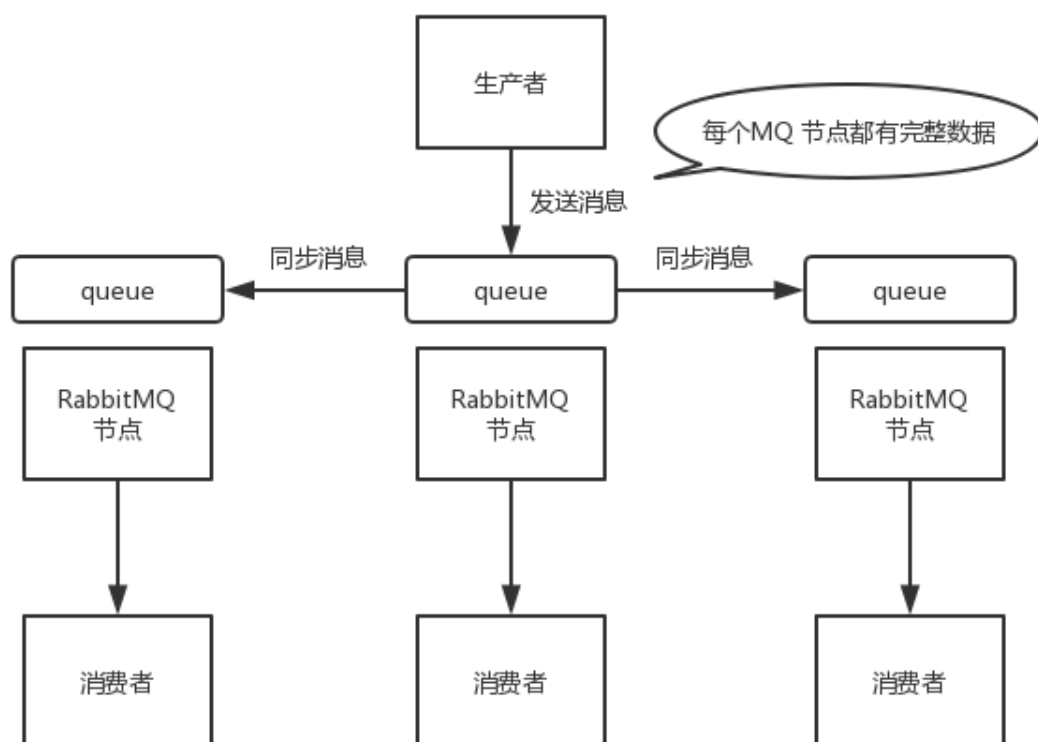 生产者
每个MQ 节点都有完整数据
发送消息
同步消息
同步消息
queue
queue
queue
RabbitMQ
节点
RabbitMQ
节点
RabbitMQ
节点
消费者
消费者
消费者